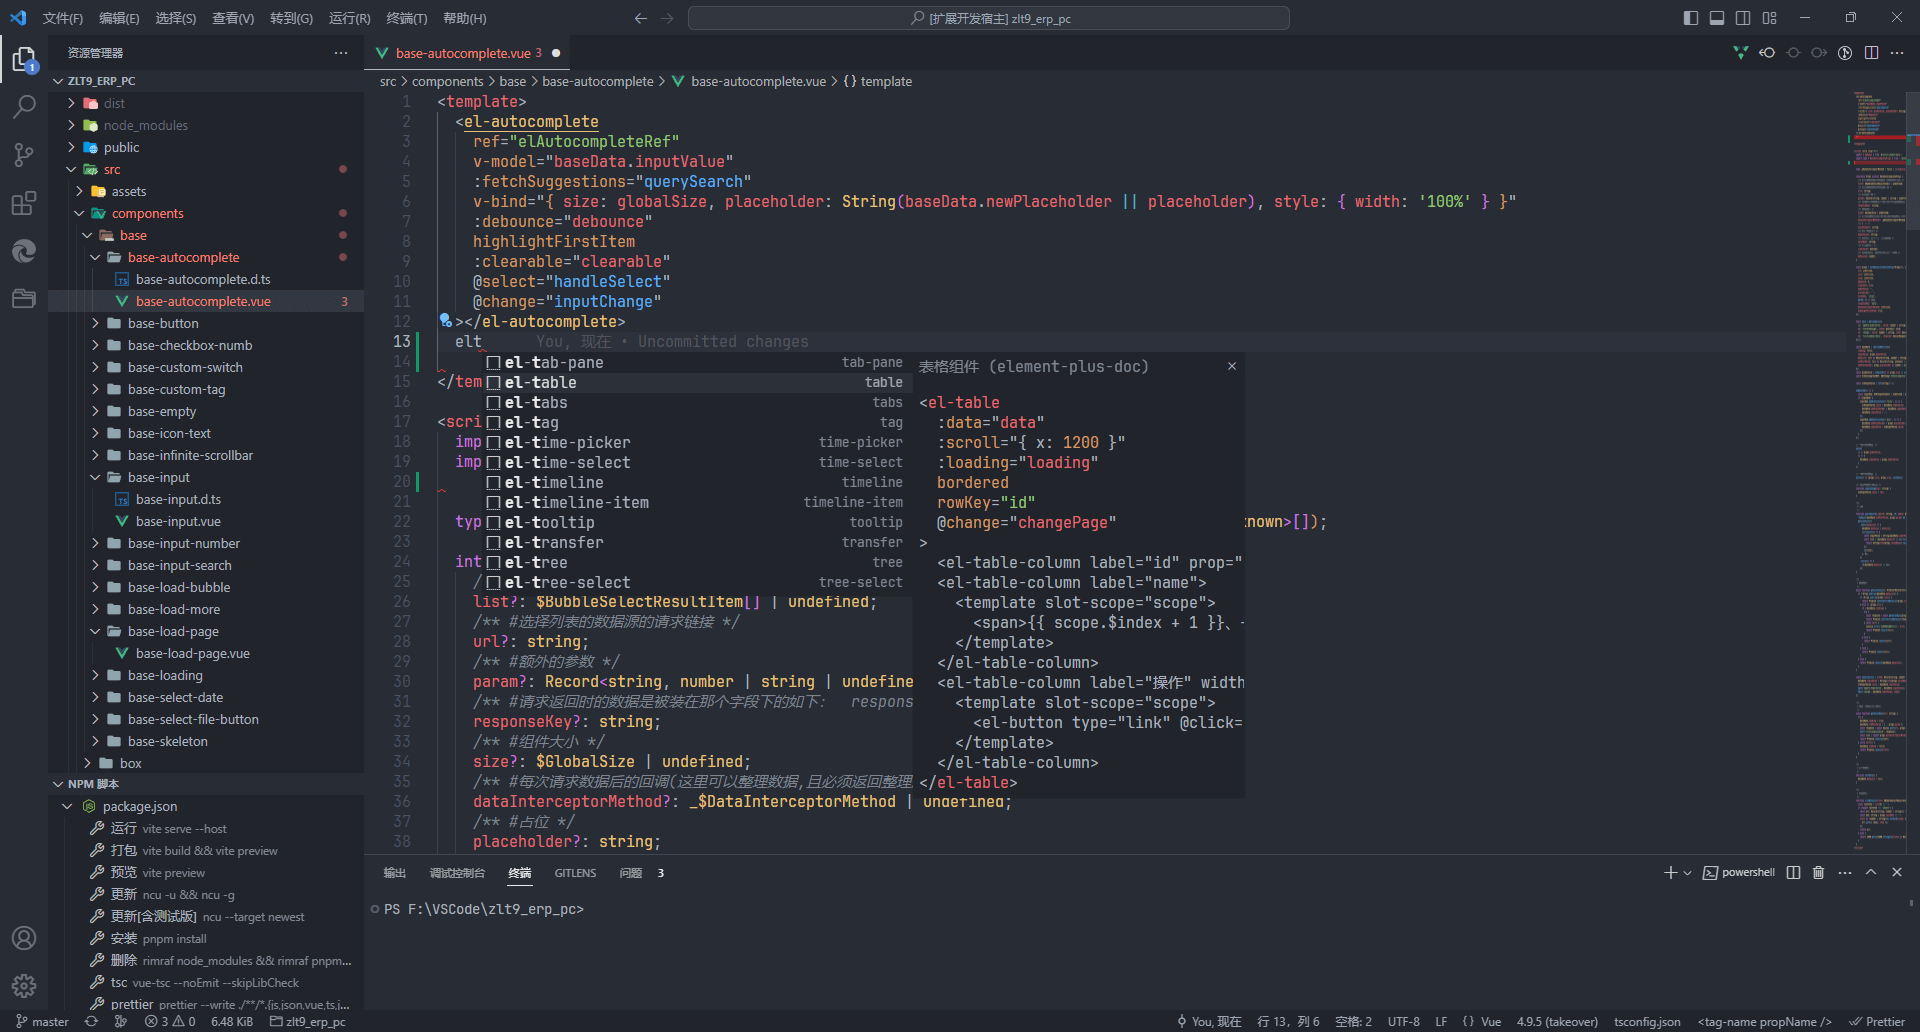 文件(F) 编辑(E) 选择(S) 查看(V) 转到(G) 运行(R) 终端(T) 帮助(H)
[扩展开发宿主] zlt9_erp_pc
资源管理器
ZLT9_ERP_PC
dist
node_modules
public
src
assets
components
base
base-autocomplete
base-autocomplete.d.ts
base-autocomplete.vue 3
base-button
base-checkbox-numb
base-custom-switch
base-custom-tag
base-empty
base-icon-text
base-infinite-scrollbar
base-input
base-input.d.ts
base-input.vue
base-input-number
base-input-search
base-load-bubble
base-load-more
base-load-page
base-load-page.vue
base-loading
base-select-date
base-select-file-button
base-skeleton
box
NPM 脚本
package.json
运行 vite serve --host
打包 vite build && vite preview
预览 vite preview
更新 ncu -u && ncu -g
更新[含测试版] ncu --target newest
安装 pnpm install
删除 rimraf node_modules && rimraf pnpm...
tsc vue-tsc --noEmit --skipLibCheck
prettier prettier --write ./**/*.{js,json,vue,ts,j...
base-autocomplete.vue 3
src > components > base > base-autocomplete > base-autocomplete.vue > {} template
1 <template>
2 <el-autocomplete
3 ref="elAutocompleteRef"
4 v-model="baseData.inputValue"
5 :fetchSuggestions="querySearch"
6 v-bind="{ size: globalSize, placeholder: String(baseData.newPlaceholder || placeholder), style: { width: '100%' } }"
7 :debounce="debounce"
8 highlightFirstItem
9 :clearable="clearable"
10 @select="handleSelect"
11 @change="inputChange"
12 ></el-autocomplete>
13 elt You, 现在 • Uncommitted changes
14
15 </tem
16
17 <scri
18 imp
19 imp
20
21
22 typ nown>[]);
23
24 int
25 /
26 list?: $BubbleSelectResultItem[] | undefined;
27 /** #选择列表的数据源的请求链接 */
28 url?: string;
29 /** #额外的参数 */
30 param?: Record<string, number | string | undefine
31 /** #请求返回时的数据是被装在那个字段下的如下： respons
32 responseKey?: string;
33 /** #组件大小 */
34 size?: $GlobalSize | undefined;
35 /** #每次请求数据后的回调(这里可以整理数据,且必须返回整理
36 dataInterceptorMethod?: _$DataInterceptorMethod | undefined;
37 /** #占位 */
38 placeholder?: string;
el-tab-pane tab-pane
el-table table
el-tabs tabs
el-tag tag
el-time-picker time-picker
el-time-select time-select
el-timeline timeline
el-timeline-item timeline-item
el-tooltip tooltip
el-transfer transfer
el-tree tree
el-tree-select tree-select
表格组件 (element-plus-doc)
<el-table
:data="data"
:scroll="{ x: 1200 }"
:loading="loading"
bordered
rowKey="id"
@change="changePage"
>
<el-table-column label="id" prop="
<el-table-column label="name">
<template slot-scope="scope">
<span>{{ scope.$index + 1 }}、
</template>
</el-table-column>
<el-table-column label="操作" width
<template slot-scope="scope">
<el-button type="link" @click=
</template>
</el-table-column>
</el-table>
输出 调试控制台 终端 GITLENS 问题 3
powershell
PS F:\VSCode\zlt9_erp_pc>
master 3 0 6.48 KiB zlt9_erp_pc
You, 现在 行 13, 列 6 空格: 2 UTF-8 LF {} Vue 4.9.5 (takeover) tsconfig.json <tag-name propName /> Prettier